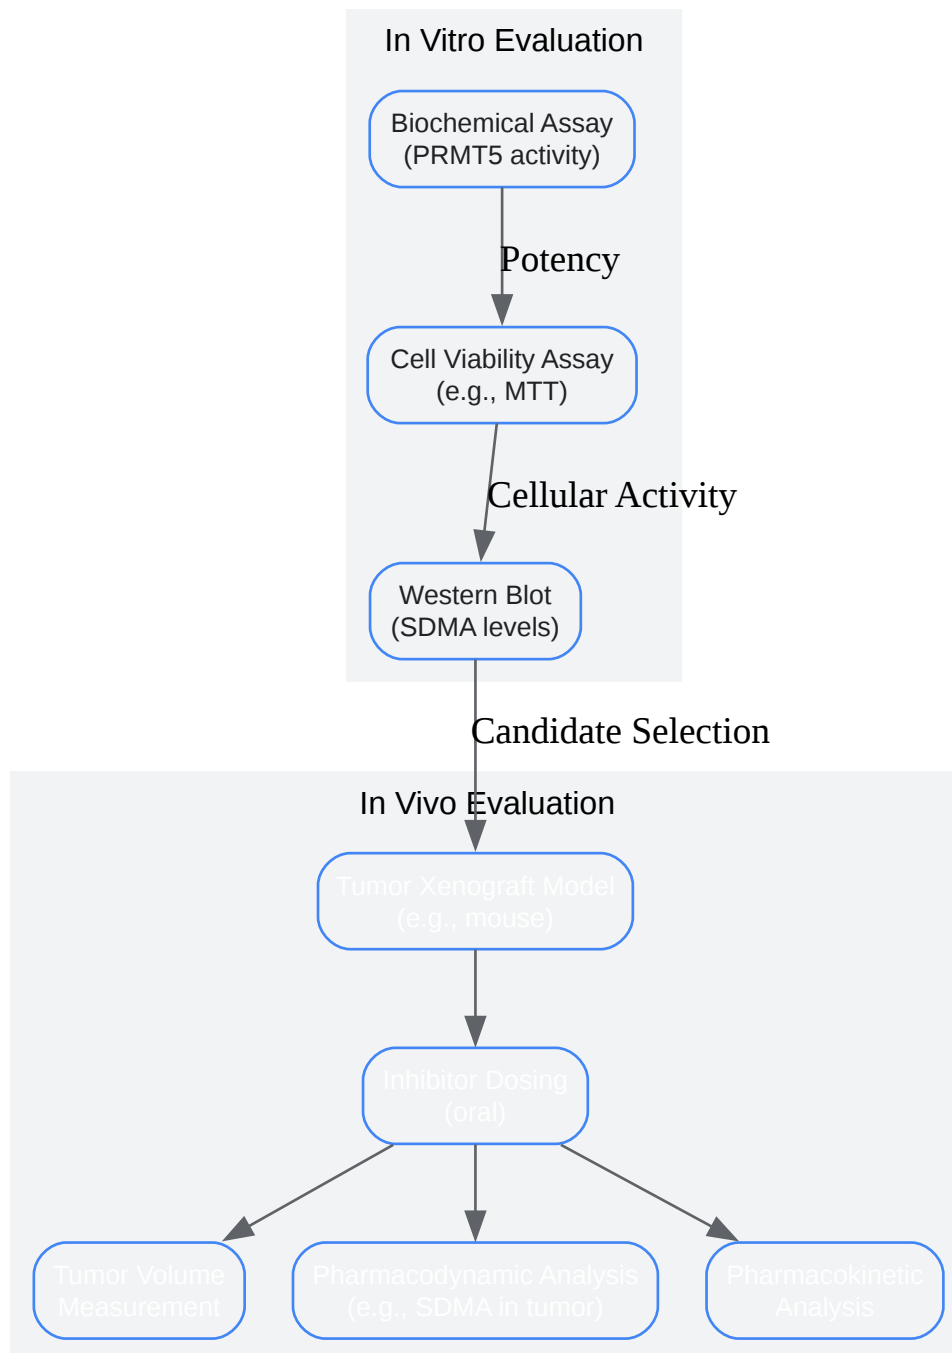 In Vitro Evaluation
Biochemical Assay
(PRMT5 activity)
Potency
Cell Viability Assay
(e.g., MTT)
Cellular Activity
Western Blot
(SDMA levels)
Candidate Selection
In Vivo Evaluation
Tumor Xenograft Model
(e.g., mouse)
Inhibitor Dosing
(oral)
Tumor Volume
Measurement
Pharmacodynamic Analysis
(e.g., SDMA in tumor)
Pharmacokinetic
Analysis